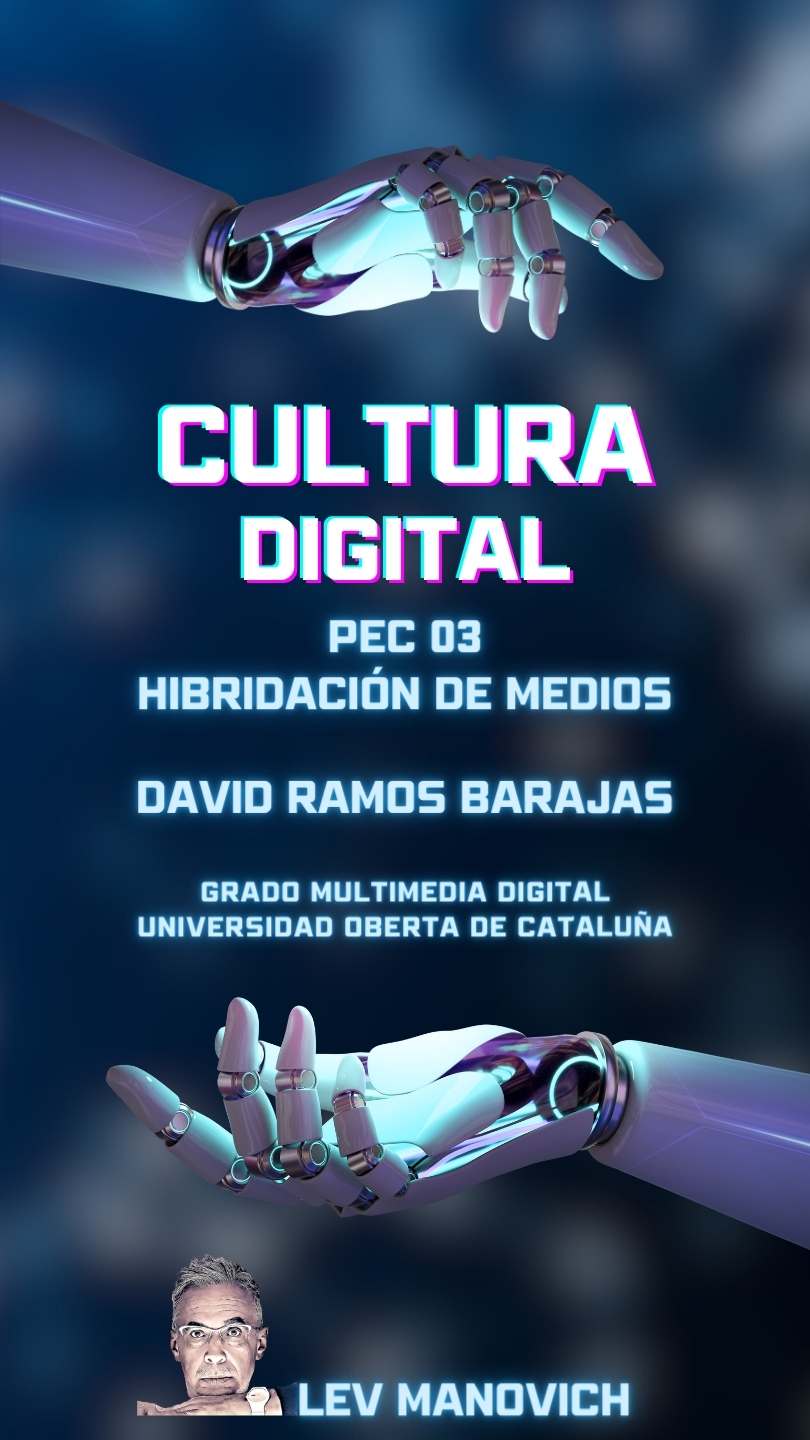 CULTURA
DIGITAL
PEC 03
HIBRIDACIÓN DE MEDIOS
DAVID RAMOS BARAJAS
GRADO MULTIMEDIA DIGITAL
UNIVERSIDAD OBERTA DE CATALUÑA
LEV MANOVICH